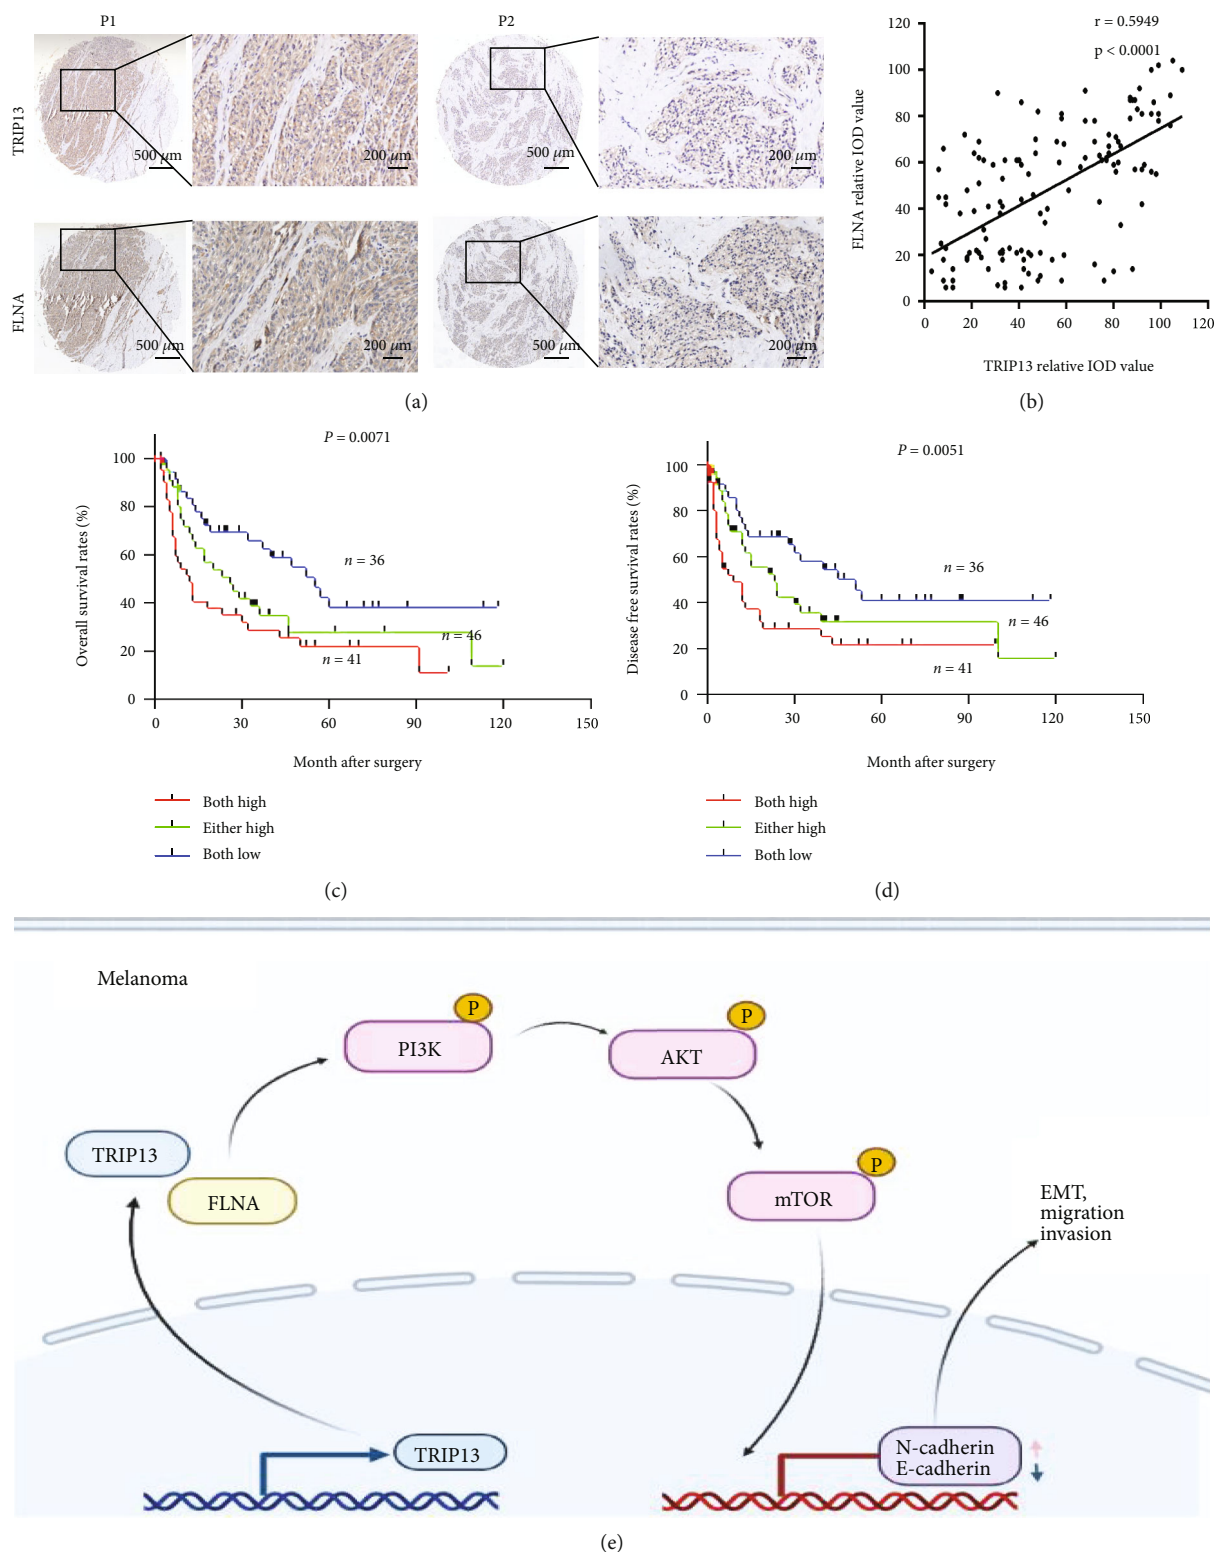 P1
P2
TRIP13
500 μm
200 μm
500 μm
200 μm
FLNA
500 μm
200 μm
500 μm
200 μm
(a)
r = 0.5949
p < 0.0001
FLNA relative IOD value
120
100
80
60
40
20
0
0 20 40 60 80 100 120
TRIP13 relative IOD value
(b)
P = 0.0071
Overall survival rates (%)
100
80
60
40
20
0
n = 36
n = 46
n = 41
0 30 60 90 120 150
Month after surgery
Both high
Either high
Both low
(c)
P = 0.0051
Disease free survival rates (%)
100
80
60
40
20
0
n = 36
n = 46
n = 41
0 30 60 90 120 150
Month after surgery
Both high
Either high
Both low
(d)
Melanoma
P
PI3K
P
AKT
TRIP13
FLNA
P
mTOR
EMT,
migration
invasion
TRIP13
N-cadherin
E-cadherin
(e)